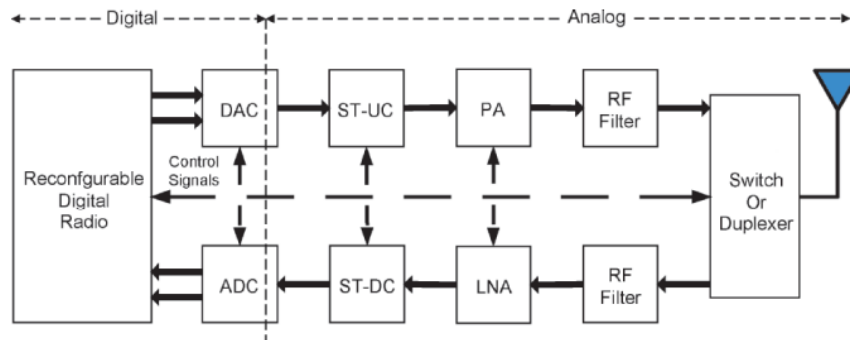 Digital
Analog
DAC
ST-UC
PA
RF
Filter
Control
Signals
Reconfgurable
Digital
Radio
Switch
Or
Duplexer
ADC
ST-DC
LNA
RF
Filter